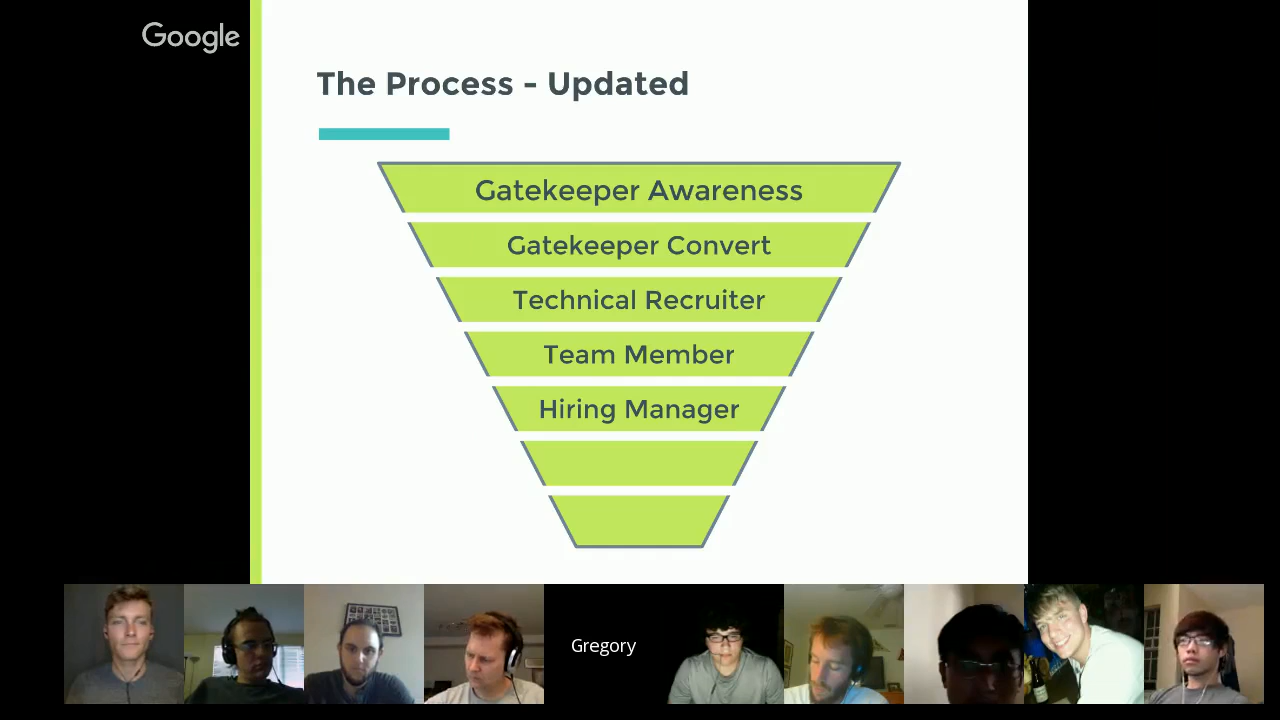 Google
The Process - Updated
Gatekeeper Awareness
Gatekeeper Convert
Technical Recruiter
Team Member
Hiring Manager
Gregory